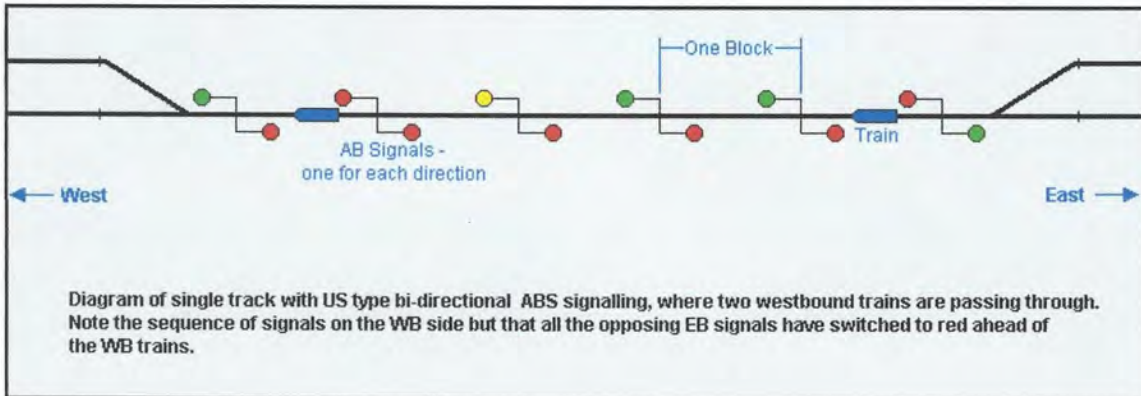 One Block
Train
AB Signals -
one for each direction
West
East
Diagram of single track with US type bi-directional ABS signalling, where two westbound trains are passing through.
Note the sequence of signals on the WB side but that all the opposing EB signals have switched to red ahead of
the WB trains.